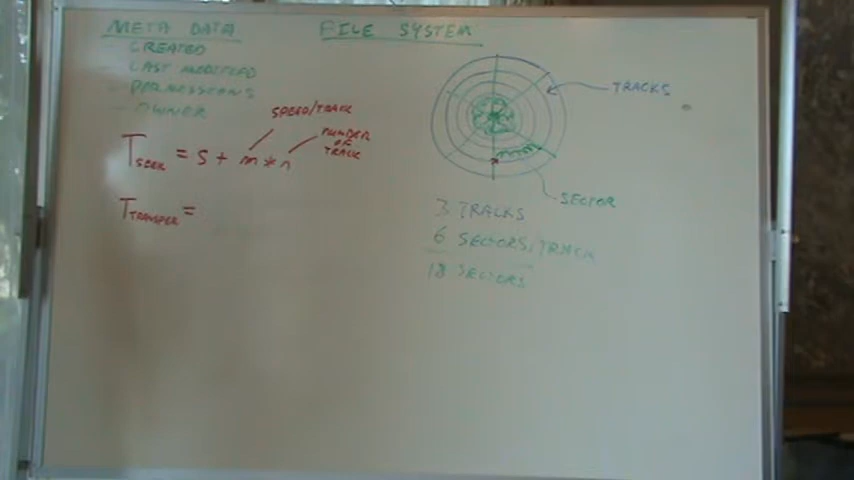 META DATA
- CREATED
- LAST MODIFIED
- PERMISSIONS
- OWNER
FILE SYSTEM
TRACKS
SECTOR
3 TRACKS
6 SECTORS/TRACK
18 SECTORS
SPEED/TRACK
NUMBER
OF
TRACK
T SEEK = S + m * n
T TRANSFER =